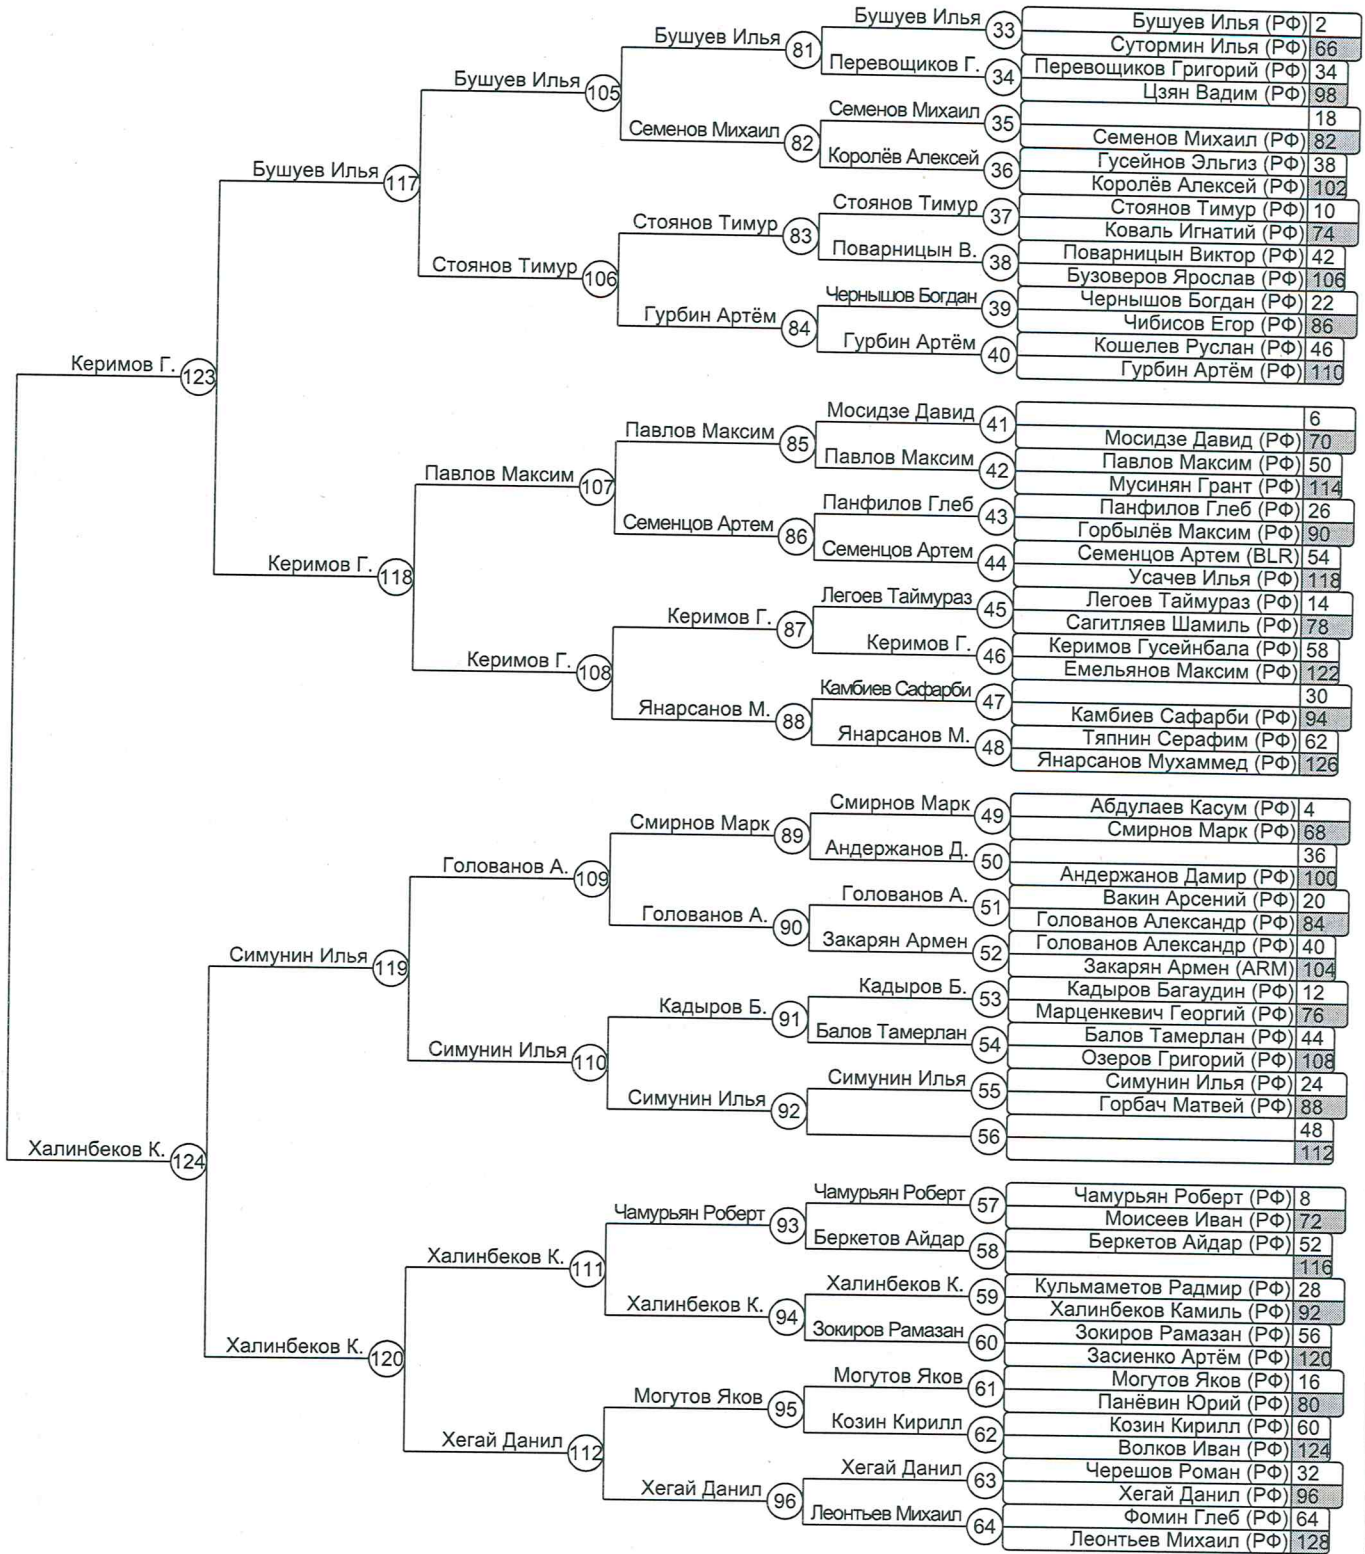 Бушуев Илья 33 Бушуев Илья (РФ) 2
Сутормин Илья (РФ) 66
Бушуев Илья 81
Перевощиков Г. 34 Перевощиков Григорий (РФ) 34
Цзян Вадим (РФ) 98
Бушуев Илья 105
Семенов Михаил 35 18
Семенов Михаил (РФ) 82
Семенов Михаил 82
Королёв Алексей 36 Гусейнов Эльгиз (РФ) 38
Королёв Алексей (РФ) 102
Бушуев Илья 117
Стоянов Тимур 37 Стоянов Тимур (РФ) 10
Коваль Игнатий (РФ) 74
Стоянов Тимур 83
Поварницын В. 38 Поварницын Виктор (РФ) 42
Бузоверов Ярослав (РФ) 106
Стоянов Тимур 106
Чернышов Богдан 39 Чернышов Богдан (РФ) 22
Чибисов Егор (РФ) 86
Гурбин Артём 84
Гурбин Артём 40 Кошелев Руслан (РФ) 46
Гурбин Артём (РФ) 110
Керимов Г. 123
Мосидзе Давид 41 6
Мосидзе Давид (РФ) 70
Павлов Максим 85
Павлов Максим 42 Павлов Максим (РФ) 50
Мусинян Грант (РФ) 114
Павлов Максим 107
Панфилов Глеб 43 Панфилов Глеб (РФ) 26
Горбылёв Максим (РФ) 90
Семенцов Артем 86
Семенцов Артем 44 Семенцов Артем (BLR) 54
Усачев Илья (РФ) 118
Керимов Г. 118
Легоев Таймураз 45 Легоев Таймураз (РФ) 14
Сагитляев Шамиль (РФ) 78
Керимов Г. 87
Керимов Г. 46 Керимов Гусейнбала (РФ) 58
Емельянов Максим (РФ) 122
Керимов Г. 108
Камбиев Сафарби 47 30
Камбиев Сафарби (РФ) 94
Янарсанов М. 88
Янарсанов М. 48 Тяпнин Серафим (РФ) 62
Янарсанов Мухаммед (РФ) 126
Смирнов Марк 49 Абдулаев Касум (РФ) 4
Смирнов Марк (РФ) 68
Смирнов Марк 89
Андержанов Д. 50 36
Андержанов Дамир (РФ) 100
Голованов А. 109
Голованов А. 51 Вакин Арсений (РФ) 20
Голованов Александр (РФ) 84
Голованов А. 90
Закарян Армен 52 Голованов Александр (РФ) 40
Закарян Армен (ARM) 104
Симунин Илья 119
Кадыров Б. 53 Кадыров Багаудин (РФ) 12
Марценкевич Георгий (РФ) 76
Кадыров Б. 91
Балов Тамерлан 54 Балов Тамерлан (РФ) 44
Озеров Григорий (РФ) 108
Симунин Илья 110
Симунин Илья 55 Симунин Илья (РФ) 24
Горбач Матвей (РФ) 88
Симунин Илья 92
56 48
112
Халинбеков К. 124
Чамурьян Роберт 57 Чамурьян Роберт (РФ) 8
Моисеев Иван (РФ) 72
Чамурьян Роберт 93
Беркетов Айдар 58 Беркетов Айдар (РФ) 52
116
Халинбеков К. 111
Халинбеков К. 59 Кульмаметов Радмир (РФ) 28
Халинбеков Камиль (РФ) 92
Халинбеков К. 94
Зокиров Рамазан 60 Зокиров Рамазан (РФ) 56
Засиенко Артём (РФ) 120
Халинбеков К. 120
Могутов Яков 61 Могутов Яков (РФ) 16
Панёвин Юрий (РФ) 80
Могутов Яков 95
Козин Кирилл 62 Козин Кирилл (РФ) 60
Волков Иван (РФ) 124
Хегай Данил 112
Хегай Данил 63 Черешов Роман (РФ) 32
Хегай Данил (РФ) 96
Хегай Данил 96
Леонтьев Михаил 64 Фомин Глеб (РФ) 64
Леонтьев Михаил (РФ) 128